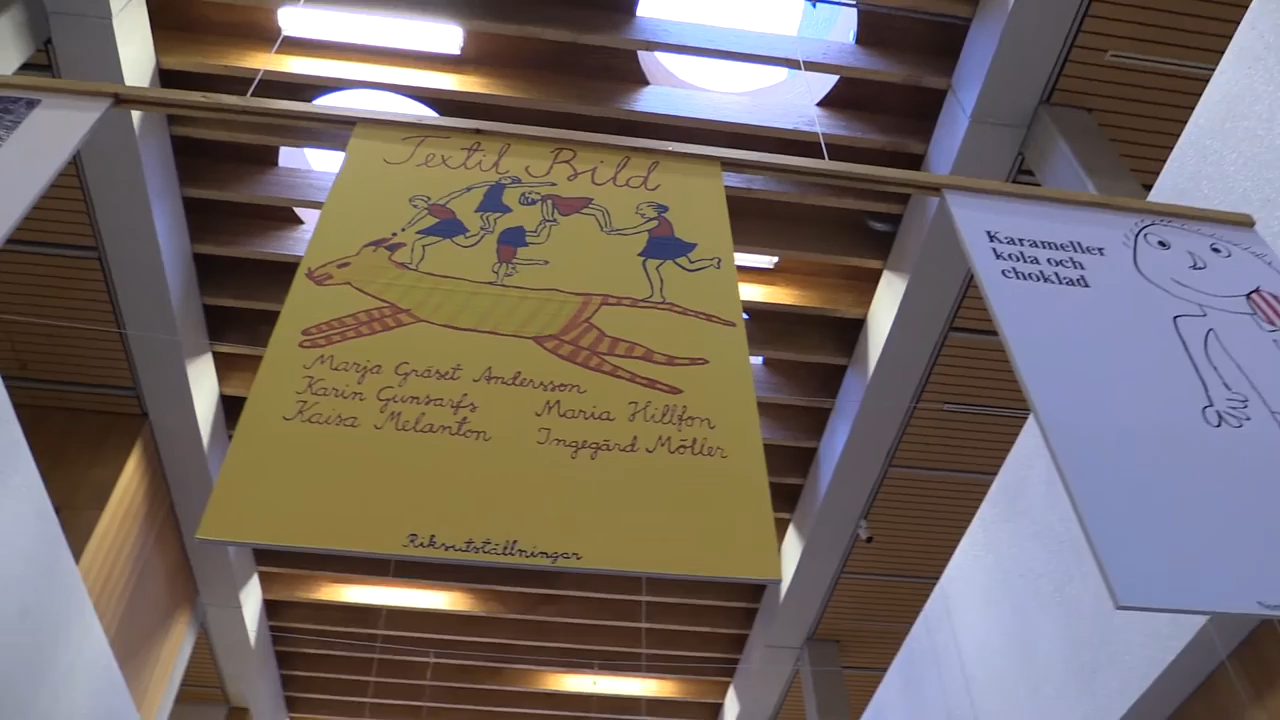 Textil Bild
Marja Gräset Andersson
Karin Gunsarfs
Maria Hillfon
Kaisa Melanton
Ingegärd Möller
Riksutställningar
Karameller
kola och
choklad